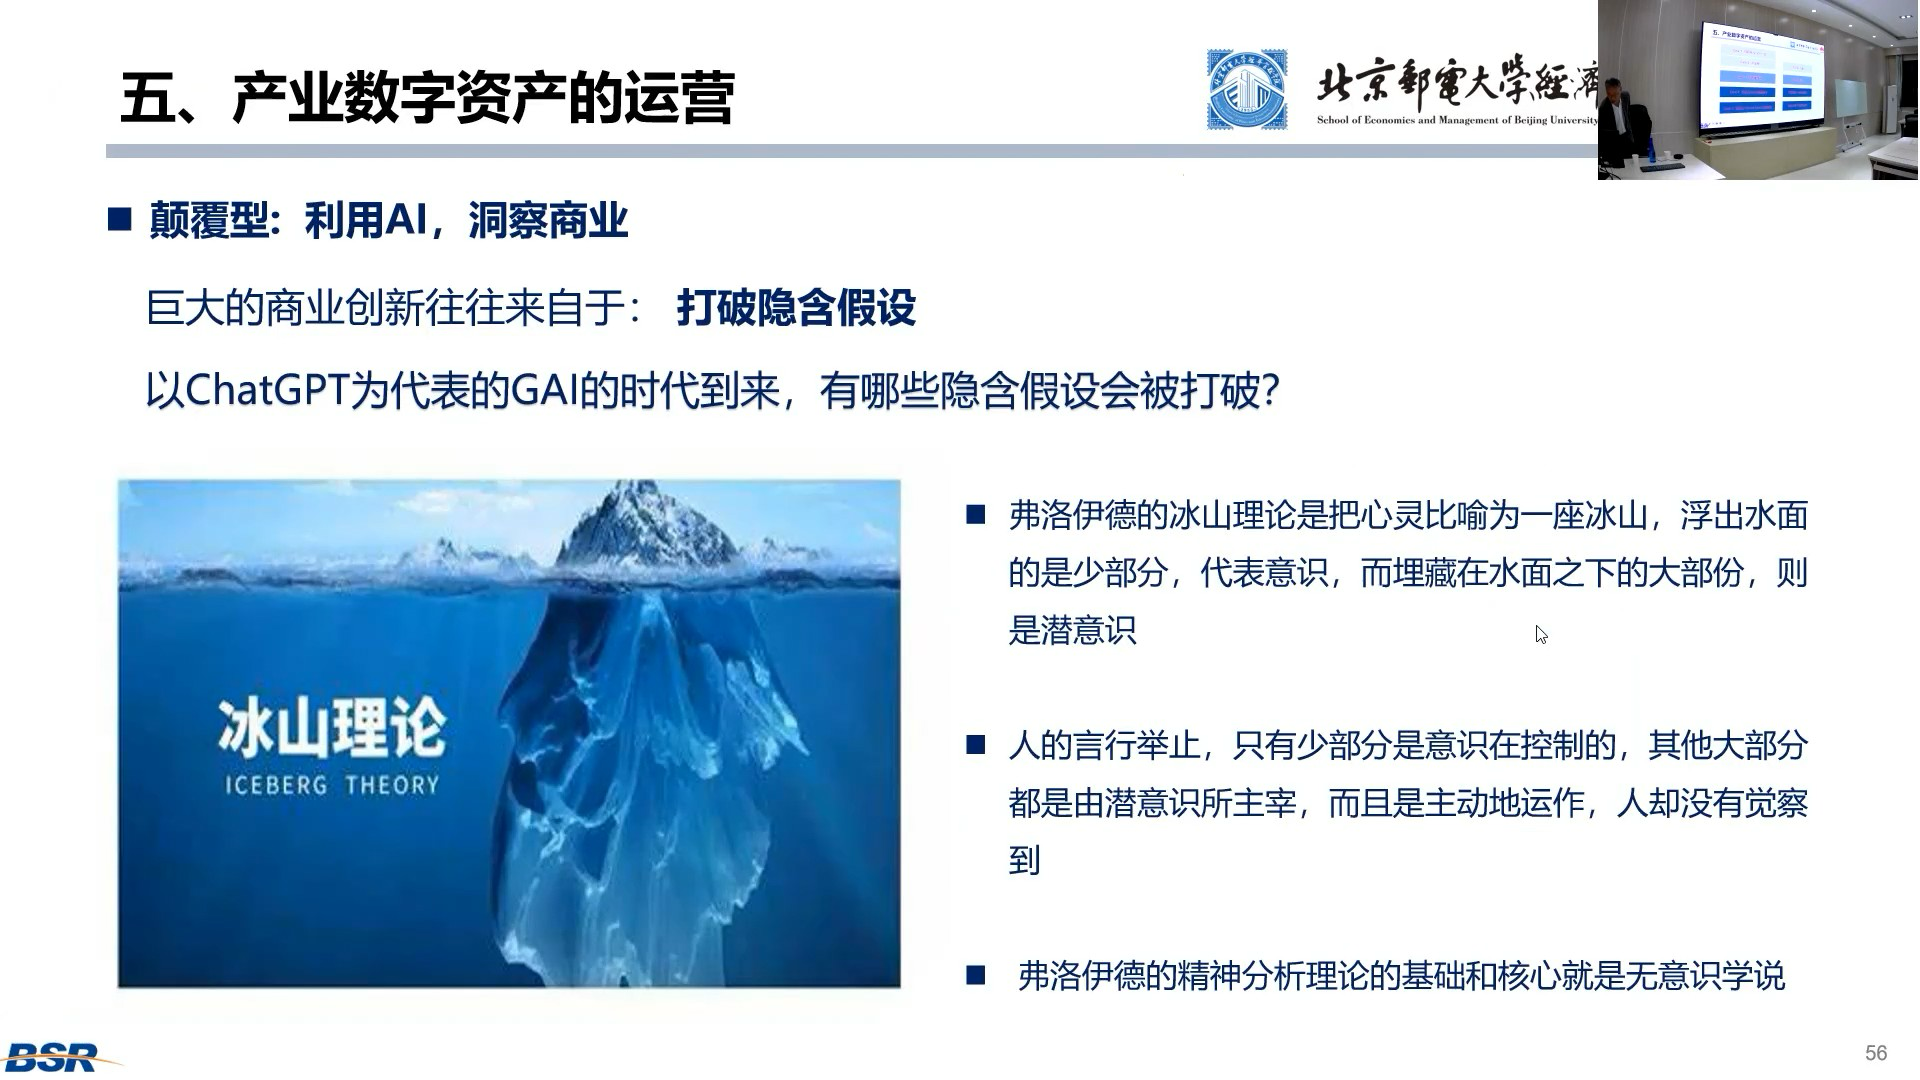 五、产业数字资产的运营
北京郵電大学經濟
School of Economics and Management of Beijing University
■ 颠覆型：利用AI，洞察商业
巨大的商业创新往往来自于： 打破隐含假设
以ChatGPT为代表的GAI的时代到来，有哪些隐含假设会被打破？
冰山理论
ICEBERG THEORY
■ 弗洛伊德的冰山理论是把心灵比喻为一座冰山，浮出水面
的是少部分，代表意识，而埋藏在水面之下的大部份，则
是潜意识
■ 人的言行举止，只有少部分是意识在控制的，其他大部分
都是由潜意识所主宰，而且是主动地运作，人却没有觉察
到
■ 弗洛伊德的精神分析理论的基础和核心就是无意识学说
BSR
56
五、产业数字资产的运营